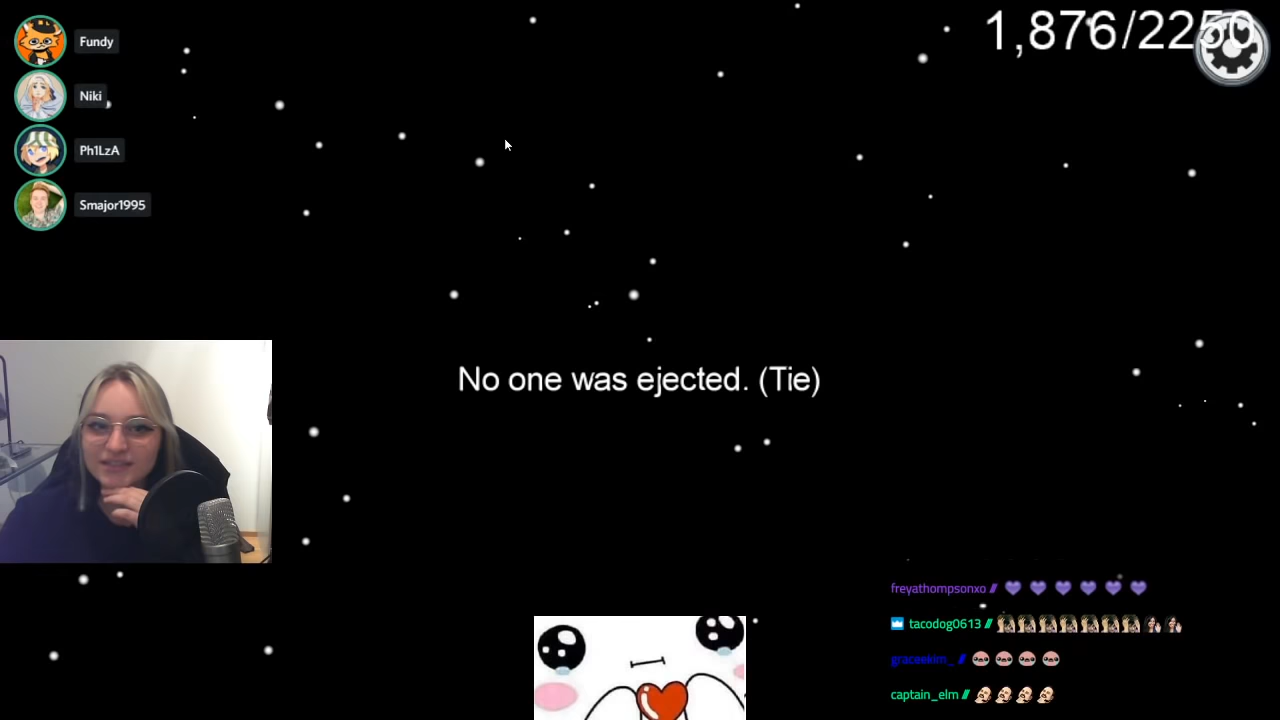 Fundy
Niki
Ph1LzA
Smajor1995
1,876/2250
No one was ejected. (Tie)
freyathompsonxo //
tacodog0613 //
graceekim_ //
captain_elm //